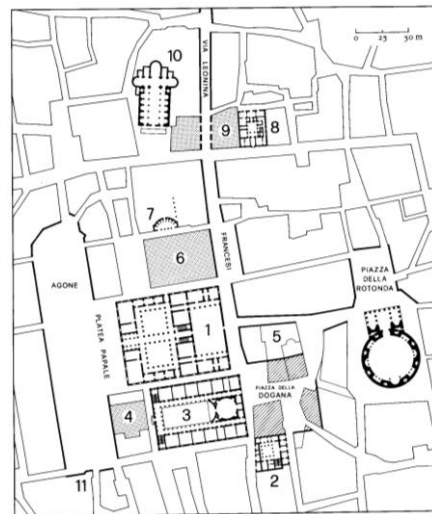 0 25 50 m
10
VIA LEONINA
9
8
7
FRANCESI
6
AGONE
PIAZZA
DELLA
ROTONDA
PLATEA PAPALE
1
5
PIAZZA DELLA
DOGANA
3
4
2
11